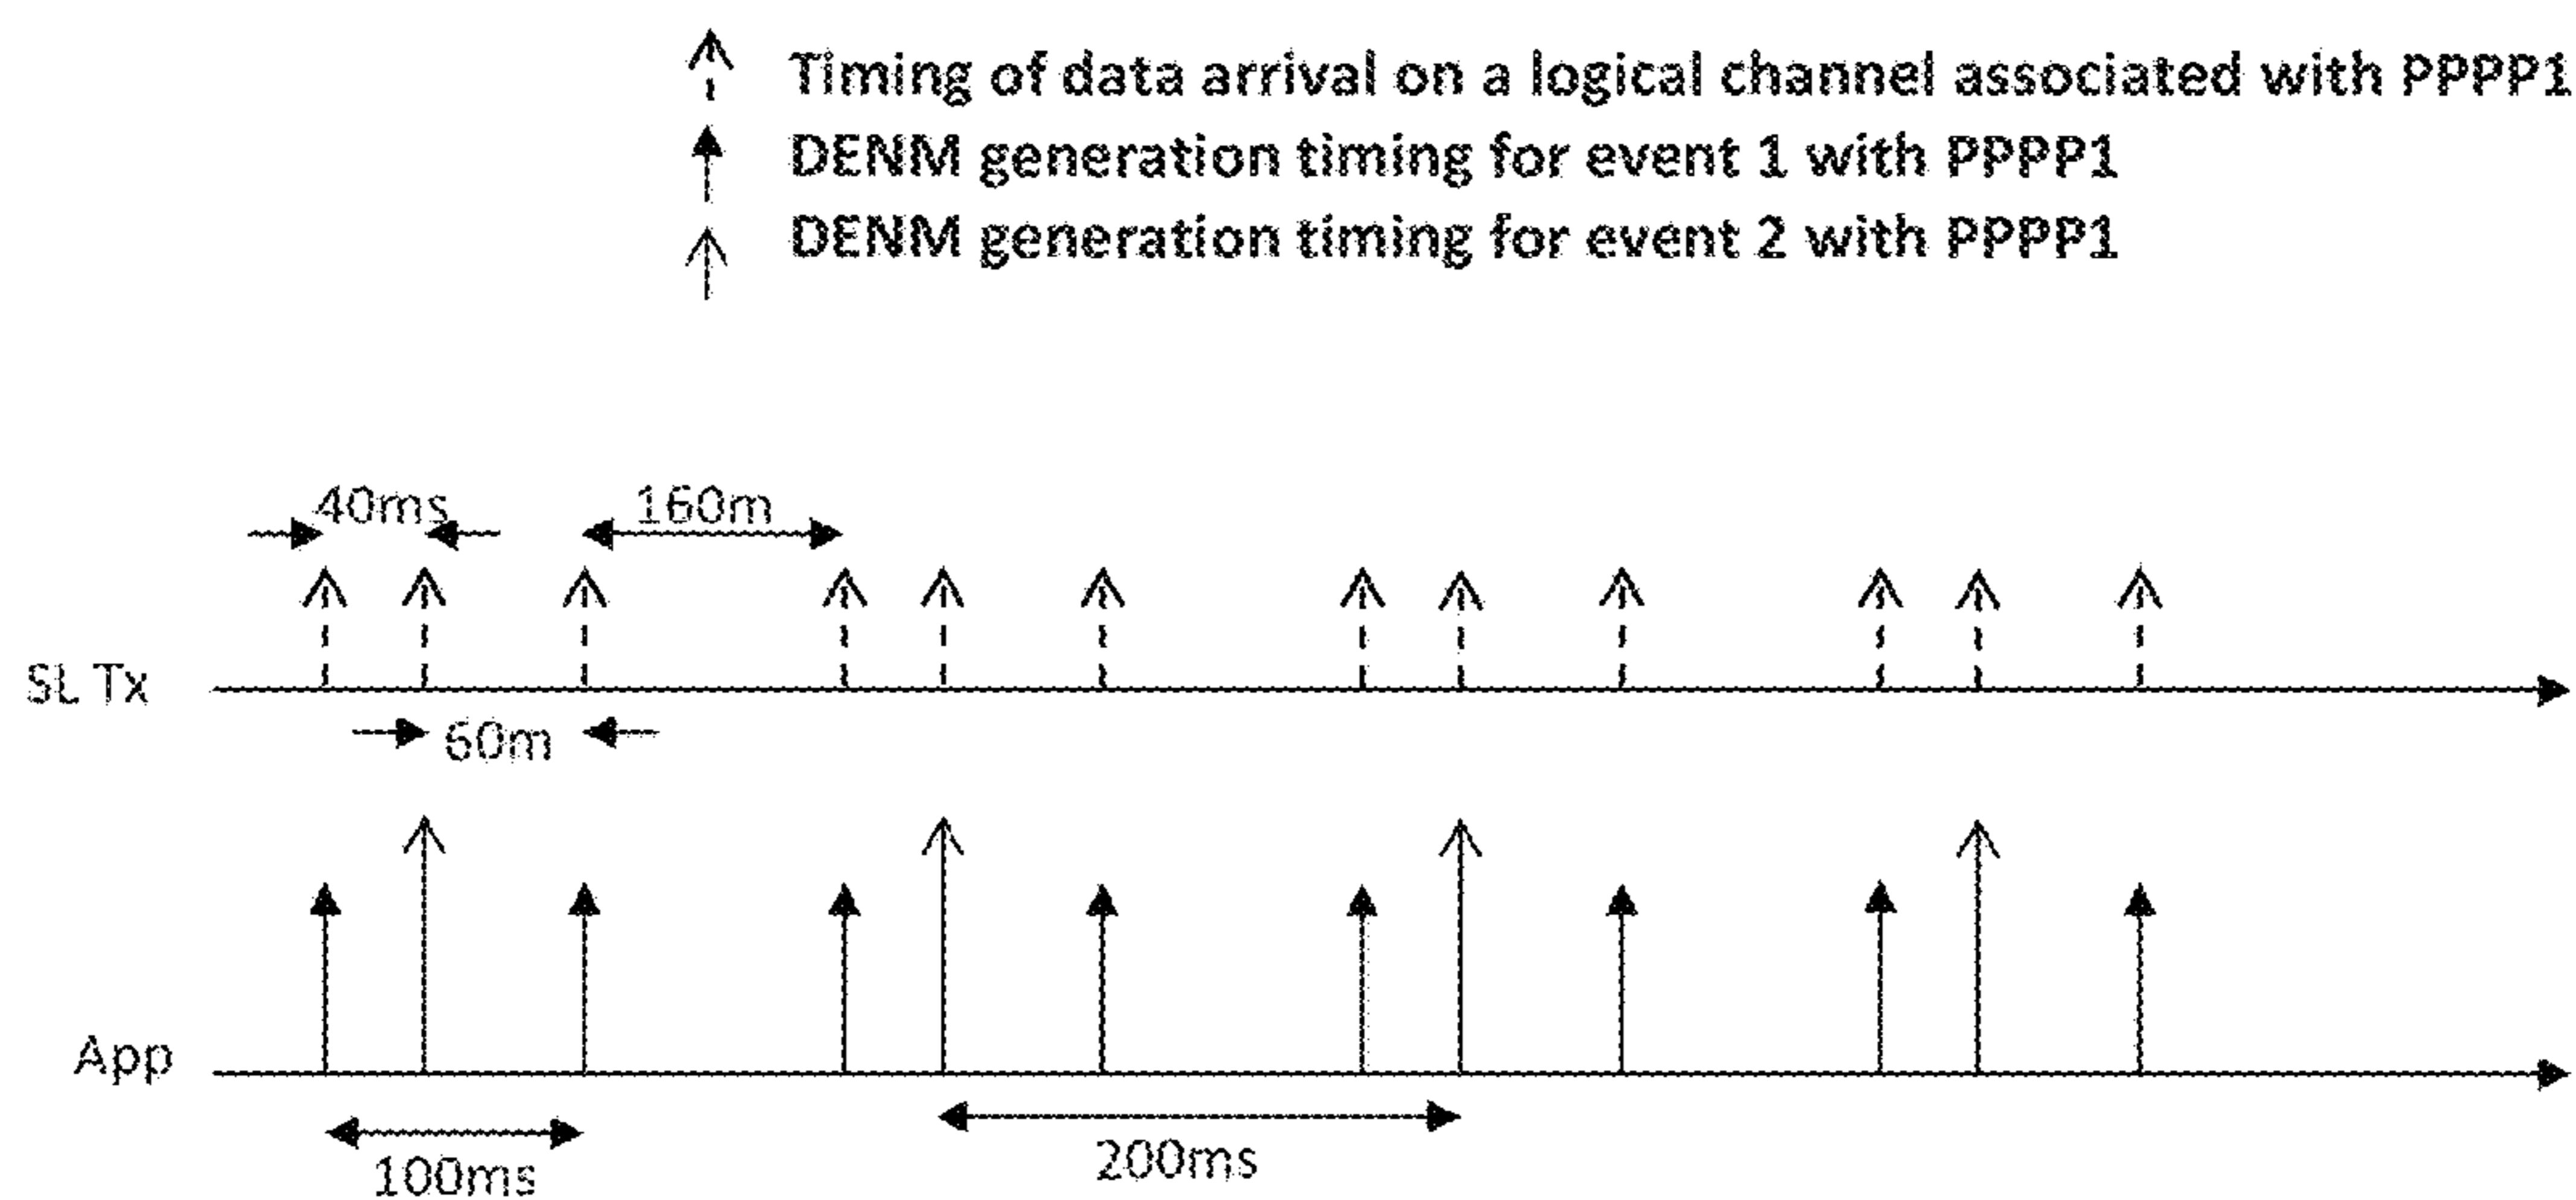 Timing of data arrival on a logical channel associated with PPPP1
DENM generation timing for event 1 with PPPP1
DENM generation timing for event 2 with PPPP1
40ms
160m
SL Tx
60m
App
100ms
200ms